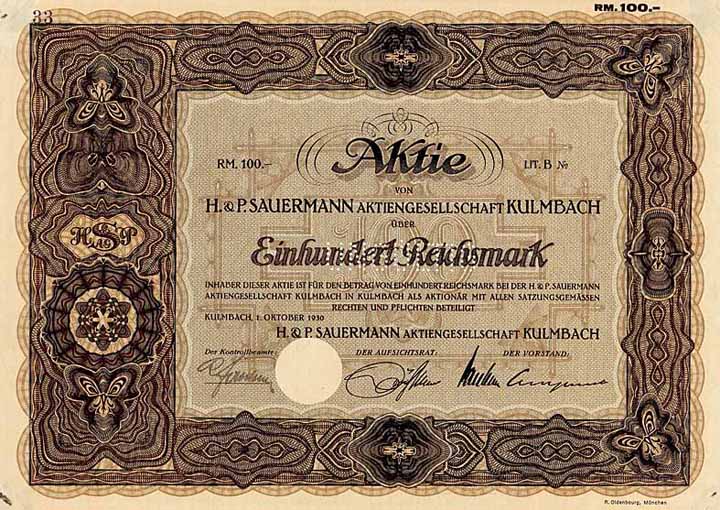 33
RM. 100.-
RM. 100.-
Aktie
LIT. B No
VON
H. & P. SAUERMANN AKTIENGESELLSCHAFT KULMBACH
ÜBER
Einhundert Reichsmark
INHABER DIESER AKTIE IST FÜR DEN BETRAG VON EINHUNDERT REICHSMARK BEI DER H. & P. SAUERMANN
AKTIENGESELLSCHAFT KULMBACH IN KULMBACH ALS AKTIONÄR MIT ALLEN SATZUNGSGEMÄSSEN
RECHTEN UND PFLICHTEN BETEILIGT
KULMBACH, 1. OKTOBER 1930
H. & P. SAUERMANN AKTIENGESELLSCHAFT KULMBACH
Der Kontrollbeamte:
DER AUFSICHTSRAT:
DER VORSTAND:
H & P
AG
R. Oldenbourg, München